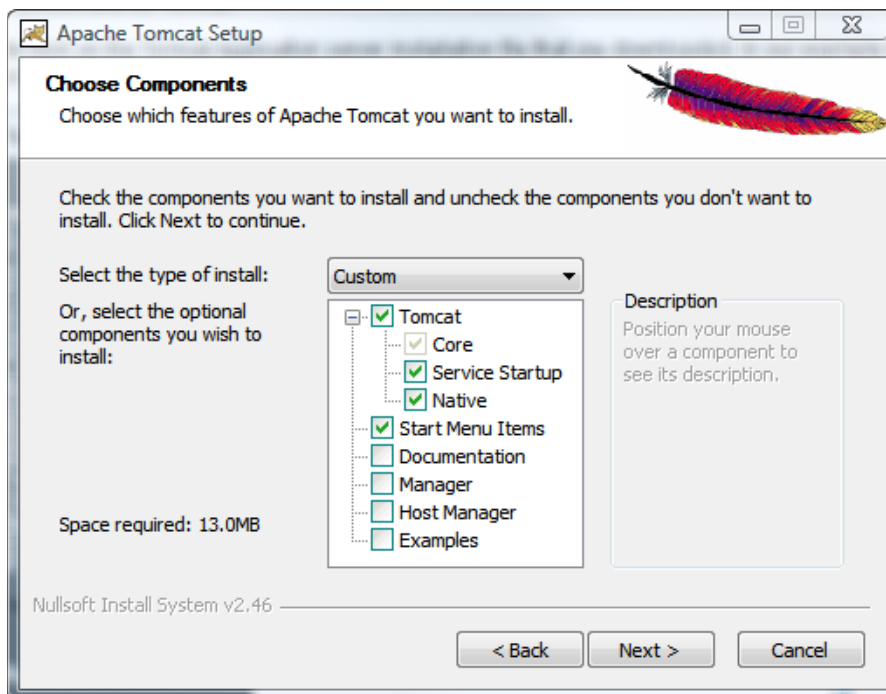 Apache Tomcat Setup
Choose Components
Choose which features of Apache Tomcat you want to install.
Check the components you want to install and uncheck the components you don't want to
install. Click Next to continue.
Select the type of install:
Custom
Or, select the optional
components you wish to
install:
Tomcat
Core
Service Startup
Native
Start Menu Items
Documentation
Manager
Host Manager
Examples
Description
Position your mouse
over a component to
see its description.
Space required: 13.0MB
Nullsoft Install System v2.46
< Back
Next >
Cancel